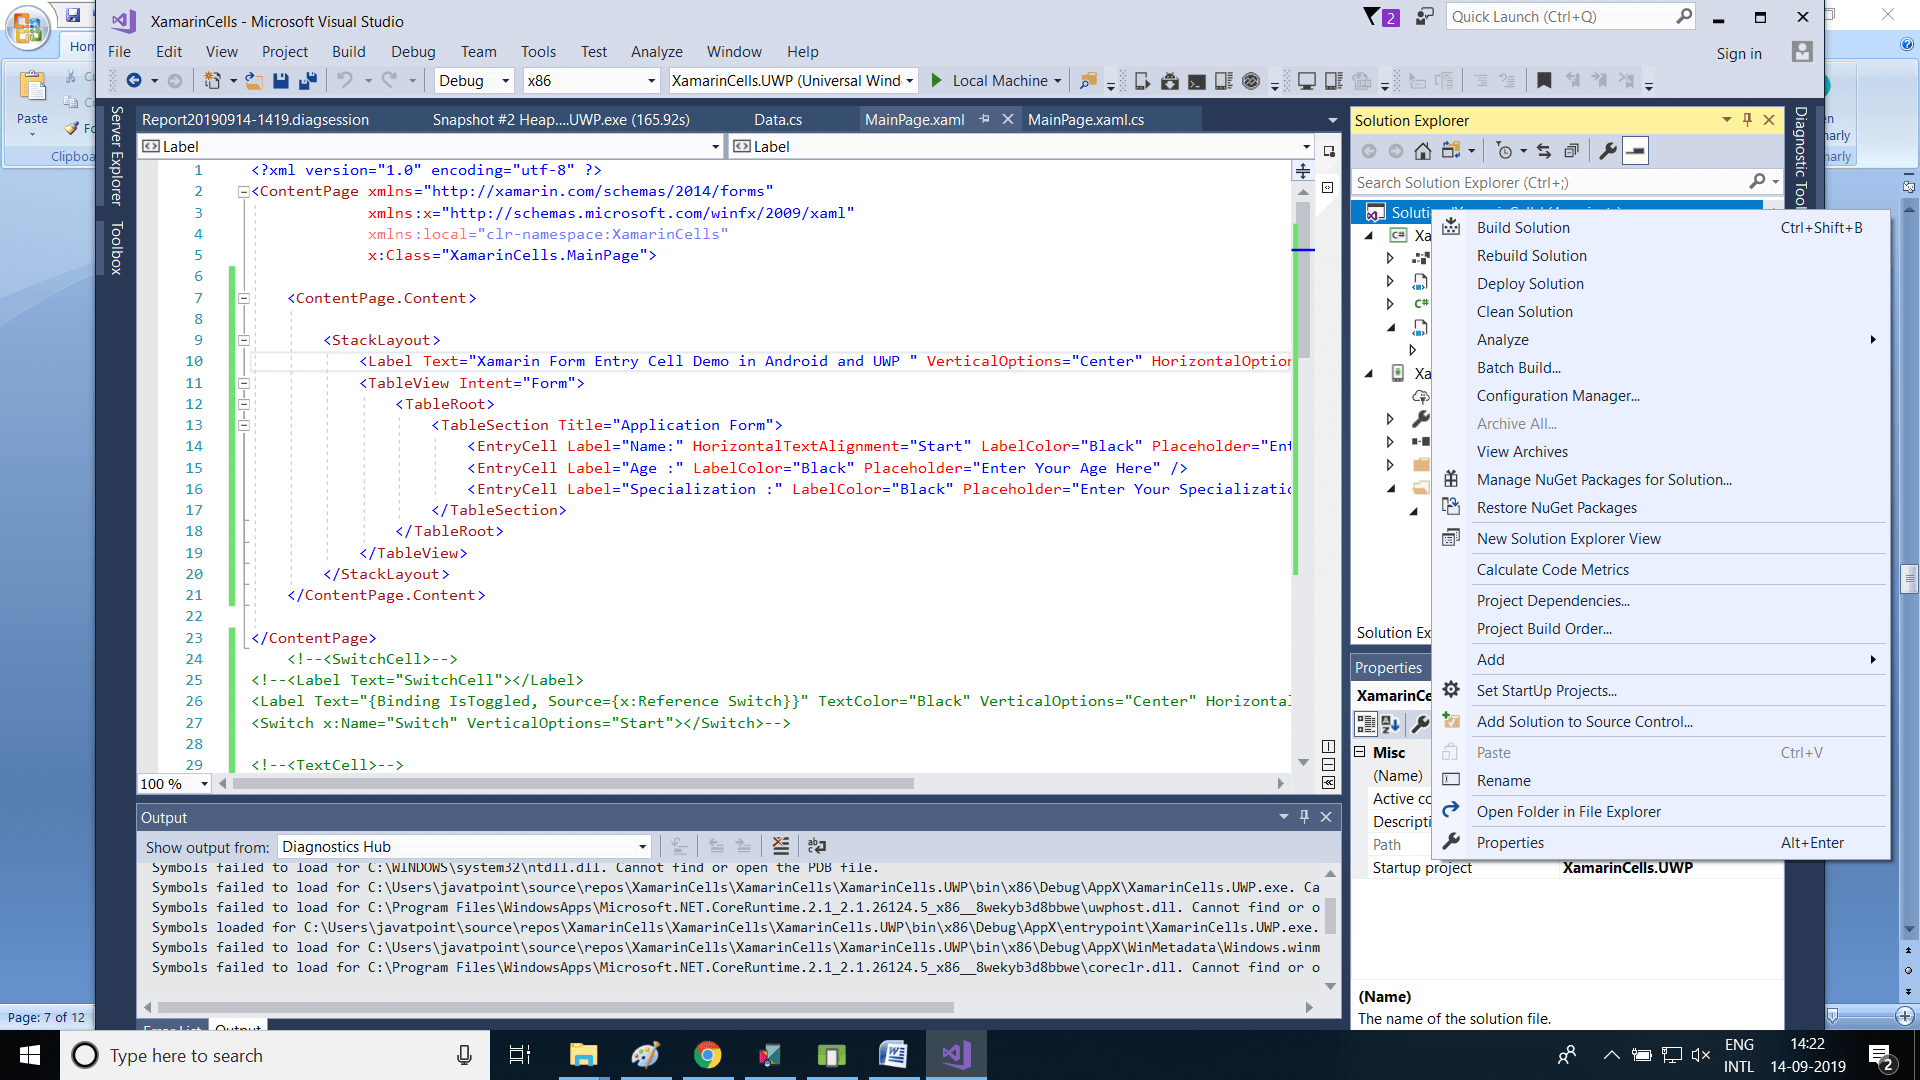 XamarinCells - Microsoft Visual Studio
2
Quick Launch (Ctrl+Q)
File Edit View Project Build Debug Team Tools Test Analyze Window Help
Sign in
Debug x86 XamarinCells.UWP (Universal Wind Local Machine
Hom
Paste
Clipboa
Server Explorer
Toolbox
Report20190914-1419.diagsession Snapshot #2 Heap....UWP.exe (165.92s) Data.cs MainPage.xaml MainPage.xaml.cs
Label Label
1 <?xml version="1.0" encoding="utf-8" ?>
2 <ContentPage xmlns="http://xamarin.com/schemas/2014/forms"
3 xmlns:x="http://schemas.microsoft.com/winfx/2009/xaml"
4 xmlns:local="clr-namespace:XamarinCells"
5 x:Class="XamarinCells.MainPage">
6
7 <ContentPage.Content>
8
9 <StackLayout>
10 <Label Text="Xamarin Form Entry Cell Demo in Android and UWP " VerticalOptions="Center" HorizontalOption
11 <TableView Intent="Form">
12 <TableRoot>
13 <TableSection Title="Application Form">
14 <EntryCell Label="Name:" HorizontalTextAlignment="Start" LabelColor="Black" Placeholder="Ent
15 <EntryCell Label="Age :" LabelColor="Black" Placeholder="Enter Your Age Here" />
16 <EntryCell Label="Specialization :" LabelColor="Black" Placeholder="Enter Your Specializatio
17 </TableSection>
18 </TableRoot>
19 </TableView>
20 </StackLayout>
21 </ContentPage.Content>
22
23 </ContentPage>
24 <!--<SwitchCell>-->
25 <!--<Label Text="SwitchCell"></Label>
26 <Label Text="{Binding IsToggled, Source={x:Reference Switch}}" TextColor="Black" VerticalOptions="Center" Horizontal
27 <Switch x:Name="Switch" VerticalOptions="Start"></Switch>-->
28
29 <!--<TextCell>-->
100 %
Output
Show output from: Diagnostics Hub
Symbols failed to load for C:\WINDOWS\system32\ntdll.dll. Cannot find or open the PDB file.
Symbols failed to load for C:\Users\javatpoint\source\repos\XamarinCells\XamarinCells\XamarinCells.UWP\bin\x86\Debug\AppX\XamarinCells.UWP.exe. Ca
Symbols failed to load for C:\Program Files\WindowsApps\Microsoft.NET.CoreRuntime.2.1_2.1.26124.5_x86__8wekyb3d8bbwe\uwphost.dll. Cannot find or o
Symbols loaded for C:\Users\javatpoint\source\repos\XamarinCells\XamarinCells\XamarinCells.UWP\bin\x86\Debug\AppX\entrypoint\XamarinCells.UWP.exe.
Symbols failed to load for C:\Users\javatpoint\source\repos\XamarinCells\XamarinCells\XamarinCells.UWP\bin\x86\Debug\AppX\WinMetadata\Windows.winm
Symbols failed to load for C:\Program Files\WindowsApps\Microsoft.NET.CoreRuntime.2.1_2.1.26124.5_x86__8wekyb3d8bbwe\coreclr.dll. Cannot find or o
Error List Output
Solution Explorer
Search Solution Explorer (Ctrl+;)
Diagnostic Tool
Soluti
C# Xa
C#
Xa
Build Solution Ctrl+Shift+B
Rebuild Solution
Deploy Solution
Clean Solution
Analyze
Batch Build...
Configuration Manager...
Archive All...
View Archives
Manage NuGet Packages for Solution...
Restore NuGet Packages
New Solution Explorer View
Calculate Code Metrics
Project Dependencies...
Project Build Order...
Add
Set StartUp Projects...
Add Solution to Source Control...
Paste Ctrl+V
Rename
Open Folder in File Explorer
Properties Alt+Enter
Solution Ex
Properties
XamarinCe
Misc
(Name)
Active co
Descripti
Path
Startup project XamarinCells.UWP
(Name)
The name of the solution file.
Page: 7 of 12
Type here to search
ENG
INTL
14:22
14-09-2019
2